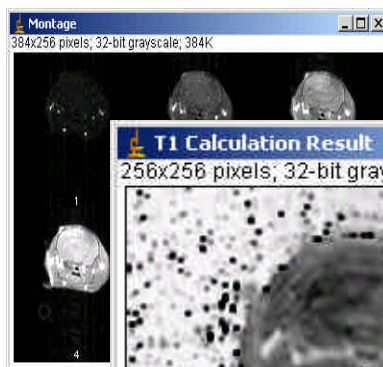 Montage
384x256 pixels; 32-bit grayscale; 384K
1
T1 Calculation Result
256x256 pixels; 32-bit gray
4